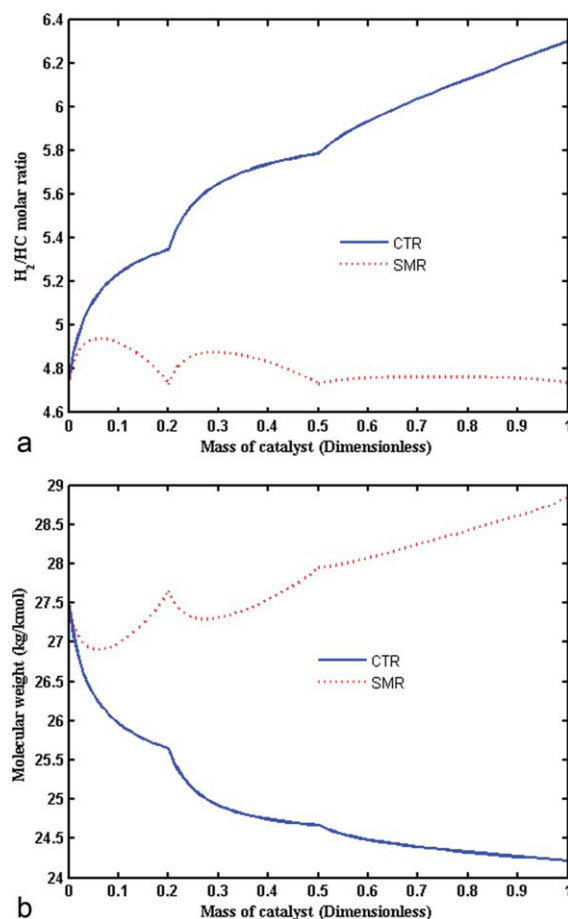 6.4
6.2
6
5.8
5.6
5.4
5.2
5
4.8
4.6
H2/HC molar ratio
CTR
SMR
0 0.1 0.2 0.3 0.4 0.5 0.6 0.7 0.8 0.9 1
Mass of catalyst (Dimensionless)
a
29
28.5
28
27.5
27
26.5
26
25.5
25
24.5
24
Molecular weight (kg/kmol)
CTR
SMR
0 0.1 0.2 0.3 0.4 0.5 0.6 0.7 0.8 0.9 1
Mass of catalyst (Dimensionless)
b